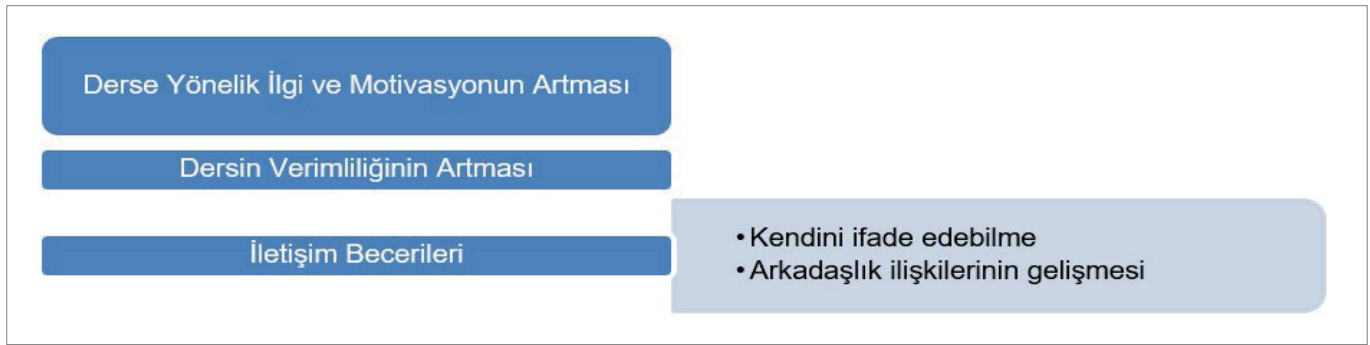 Derse Yönelik İlgi ve Motivasyonun Artması
Dersin Verimliliğinin Artması
İletişim Becerileri
• Kendini ifade edebilme
• Arkadaşlık ilişkilerinin gelişmesi